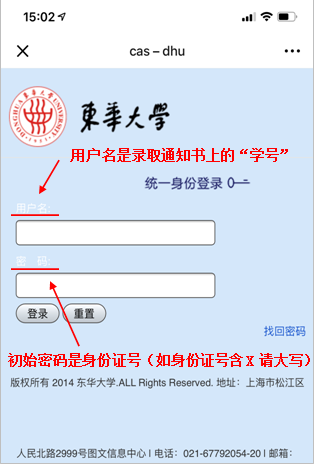 15:02
cas – dhu
DONGHUA UNIVERSITY
東華大学
用户名是录取通知书上的“学号”
统一身份登录
用户名:
密 码:
登录 重置
找回密码
初始密码是身份证号（如身份证号含 X 请大写）
版权所有 2014 东华大学.ALL Rights Reserved. 地址：上海市松江区
人民北路2999号图文信息中心 I 电话：021-67792054-20 I 邮箱：